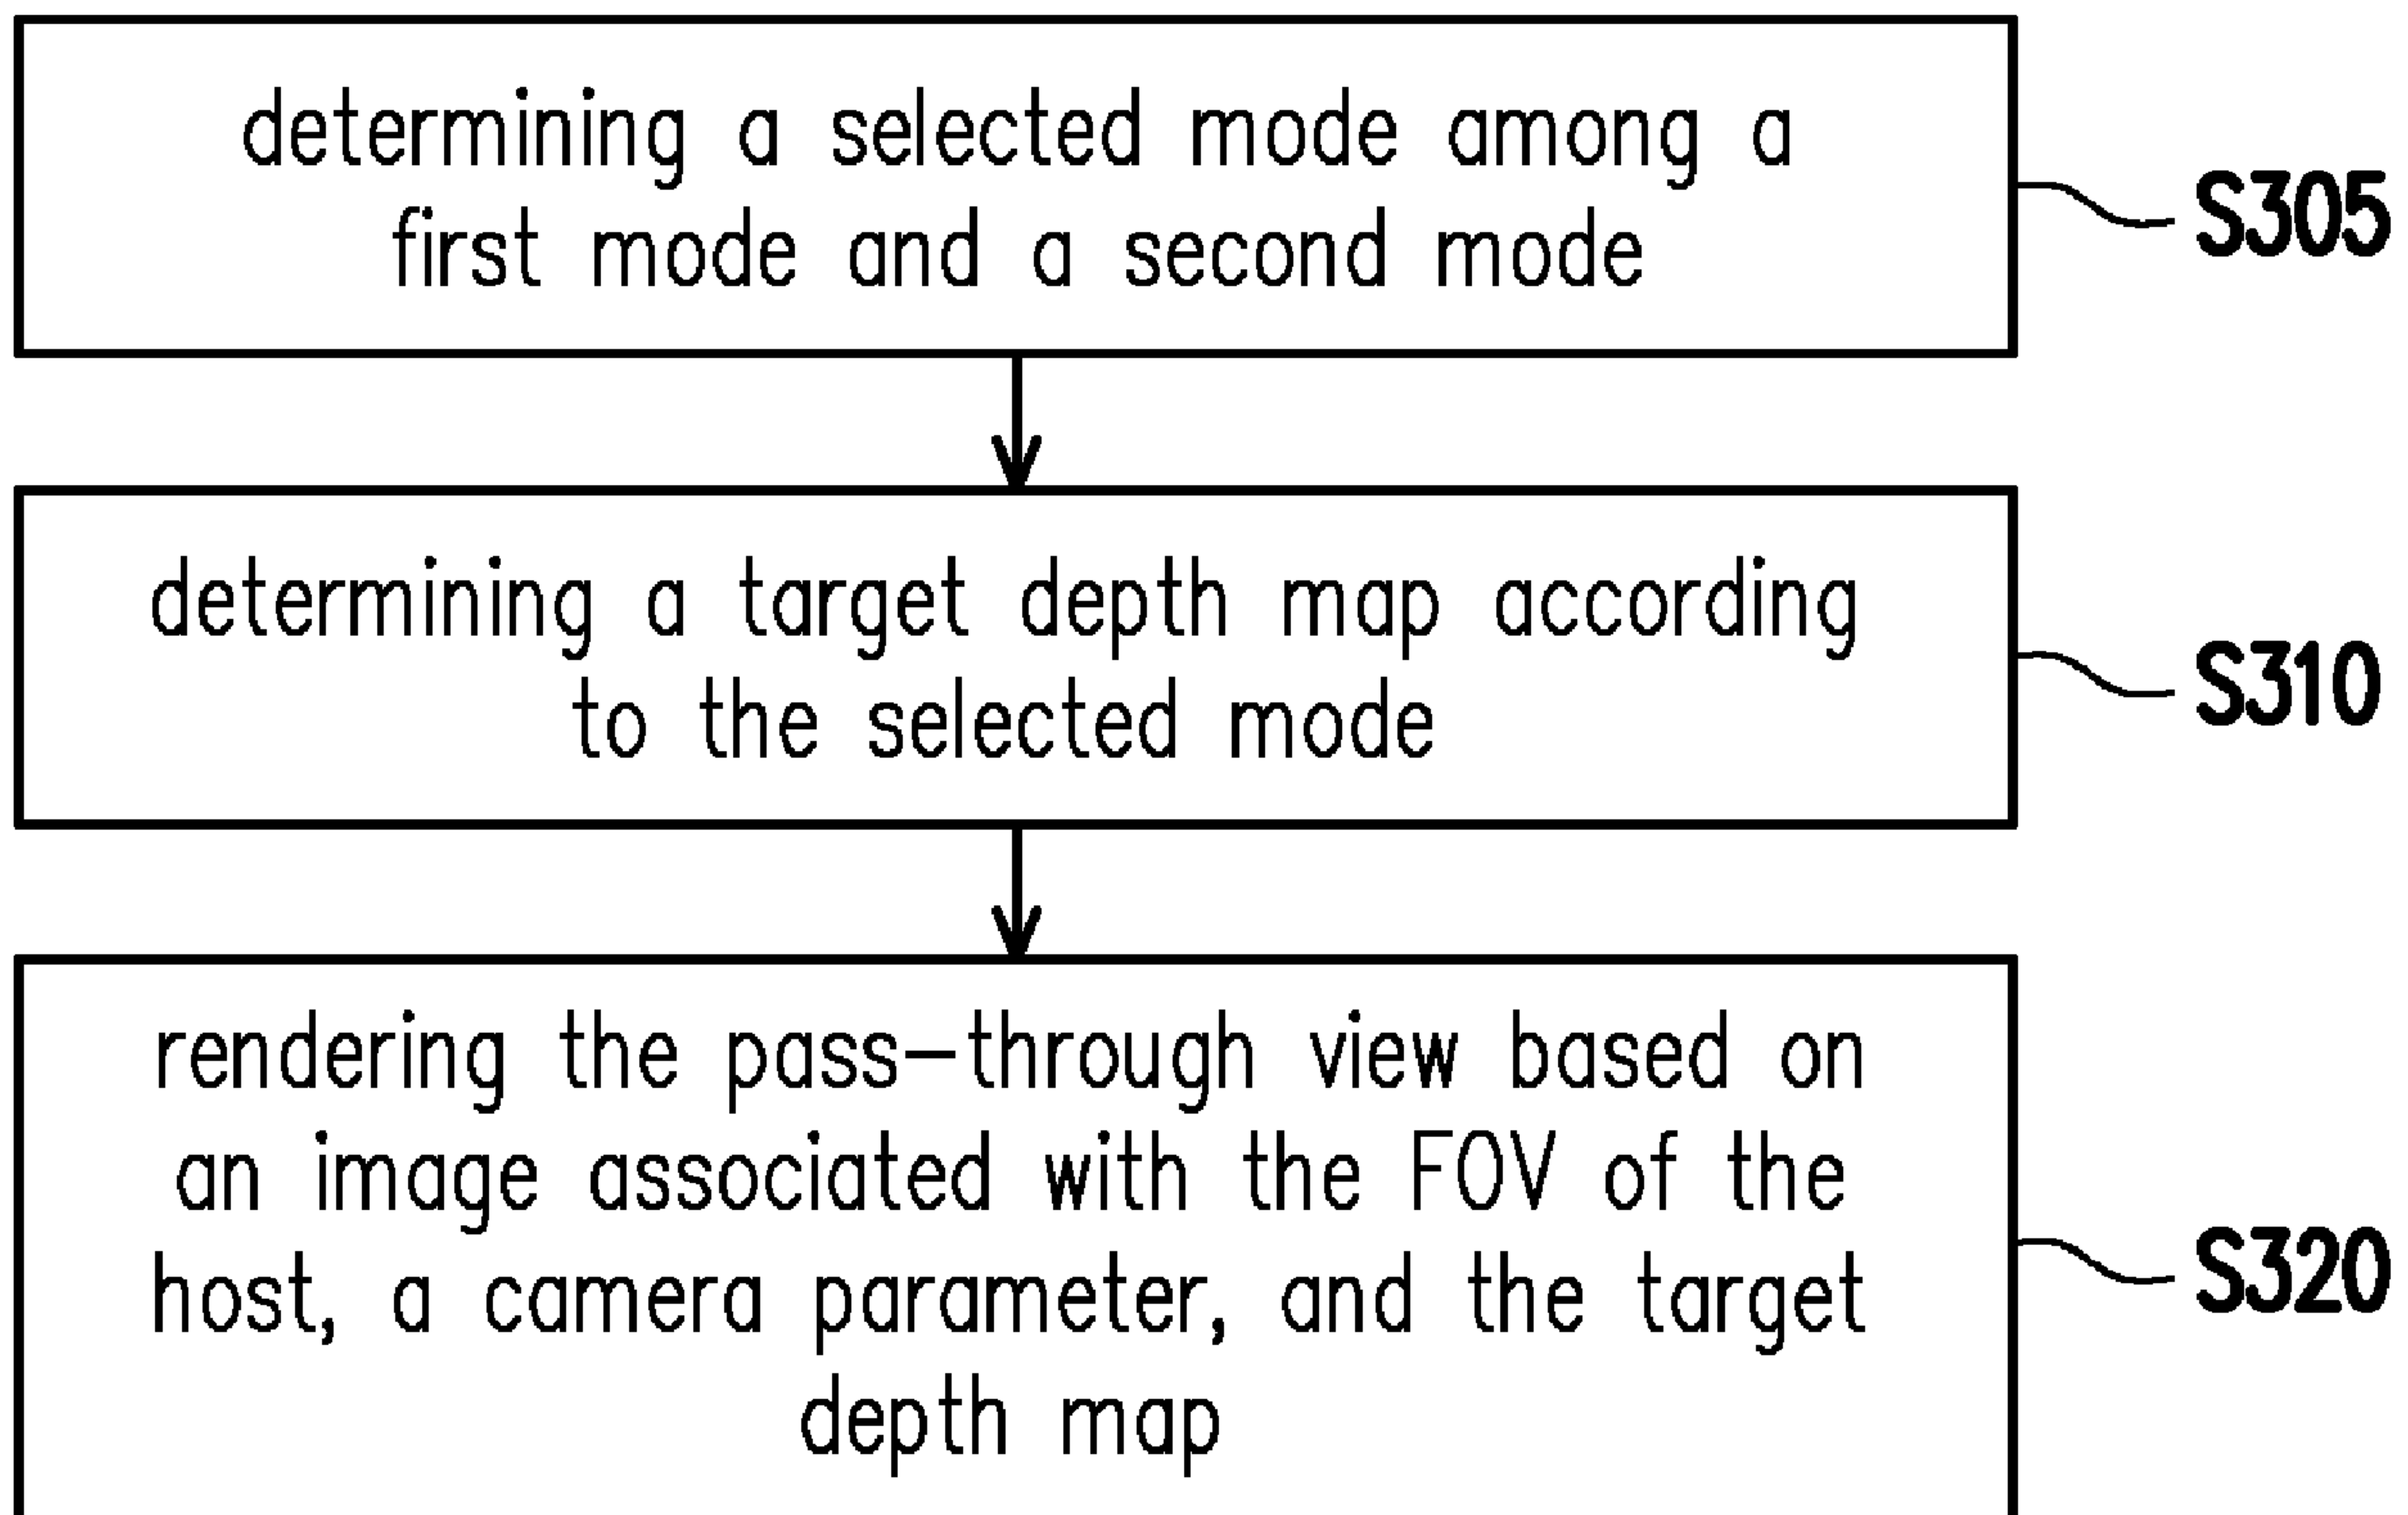 determining a selected mode among a
first mode and a second mode
S305
determining a target depth map according
to the selected mode
S310
rendering the pass-through view based on
an image associated with the FOV of the
host, a camera parameter, and the target
depth map
S320